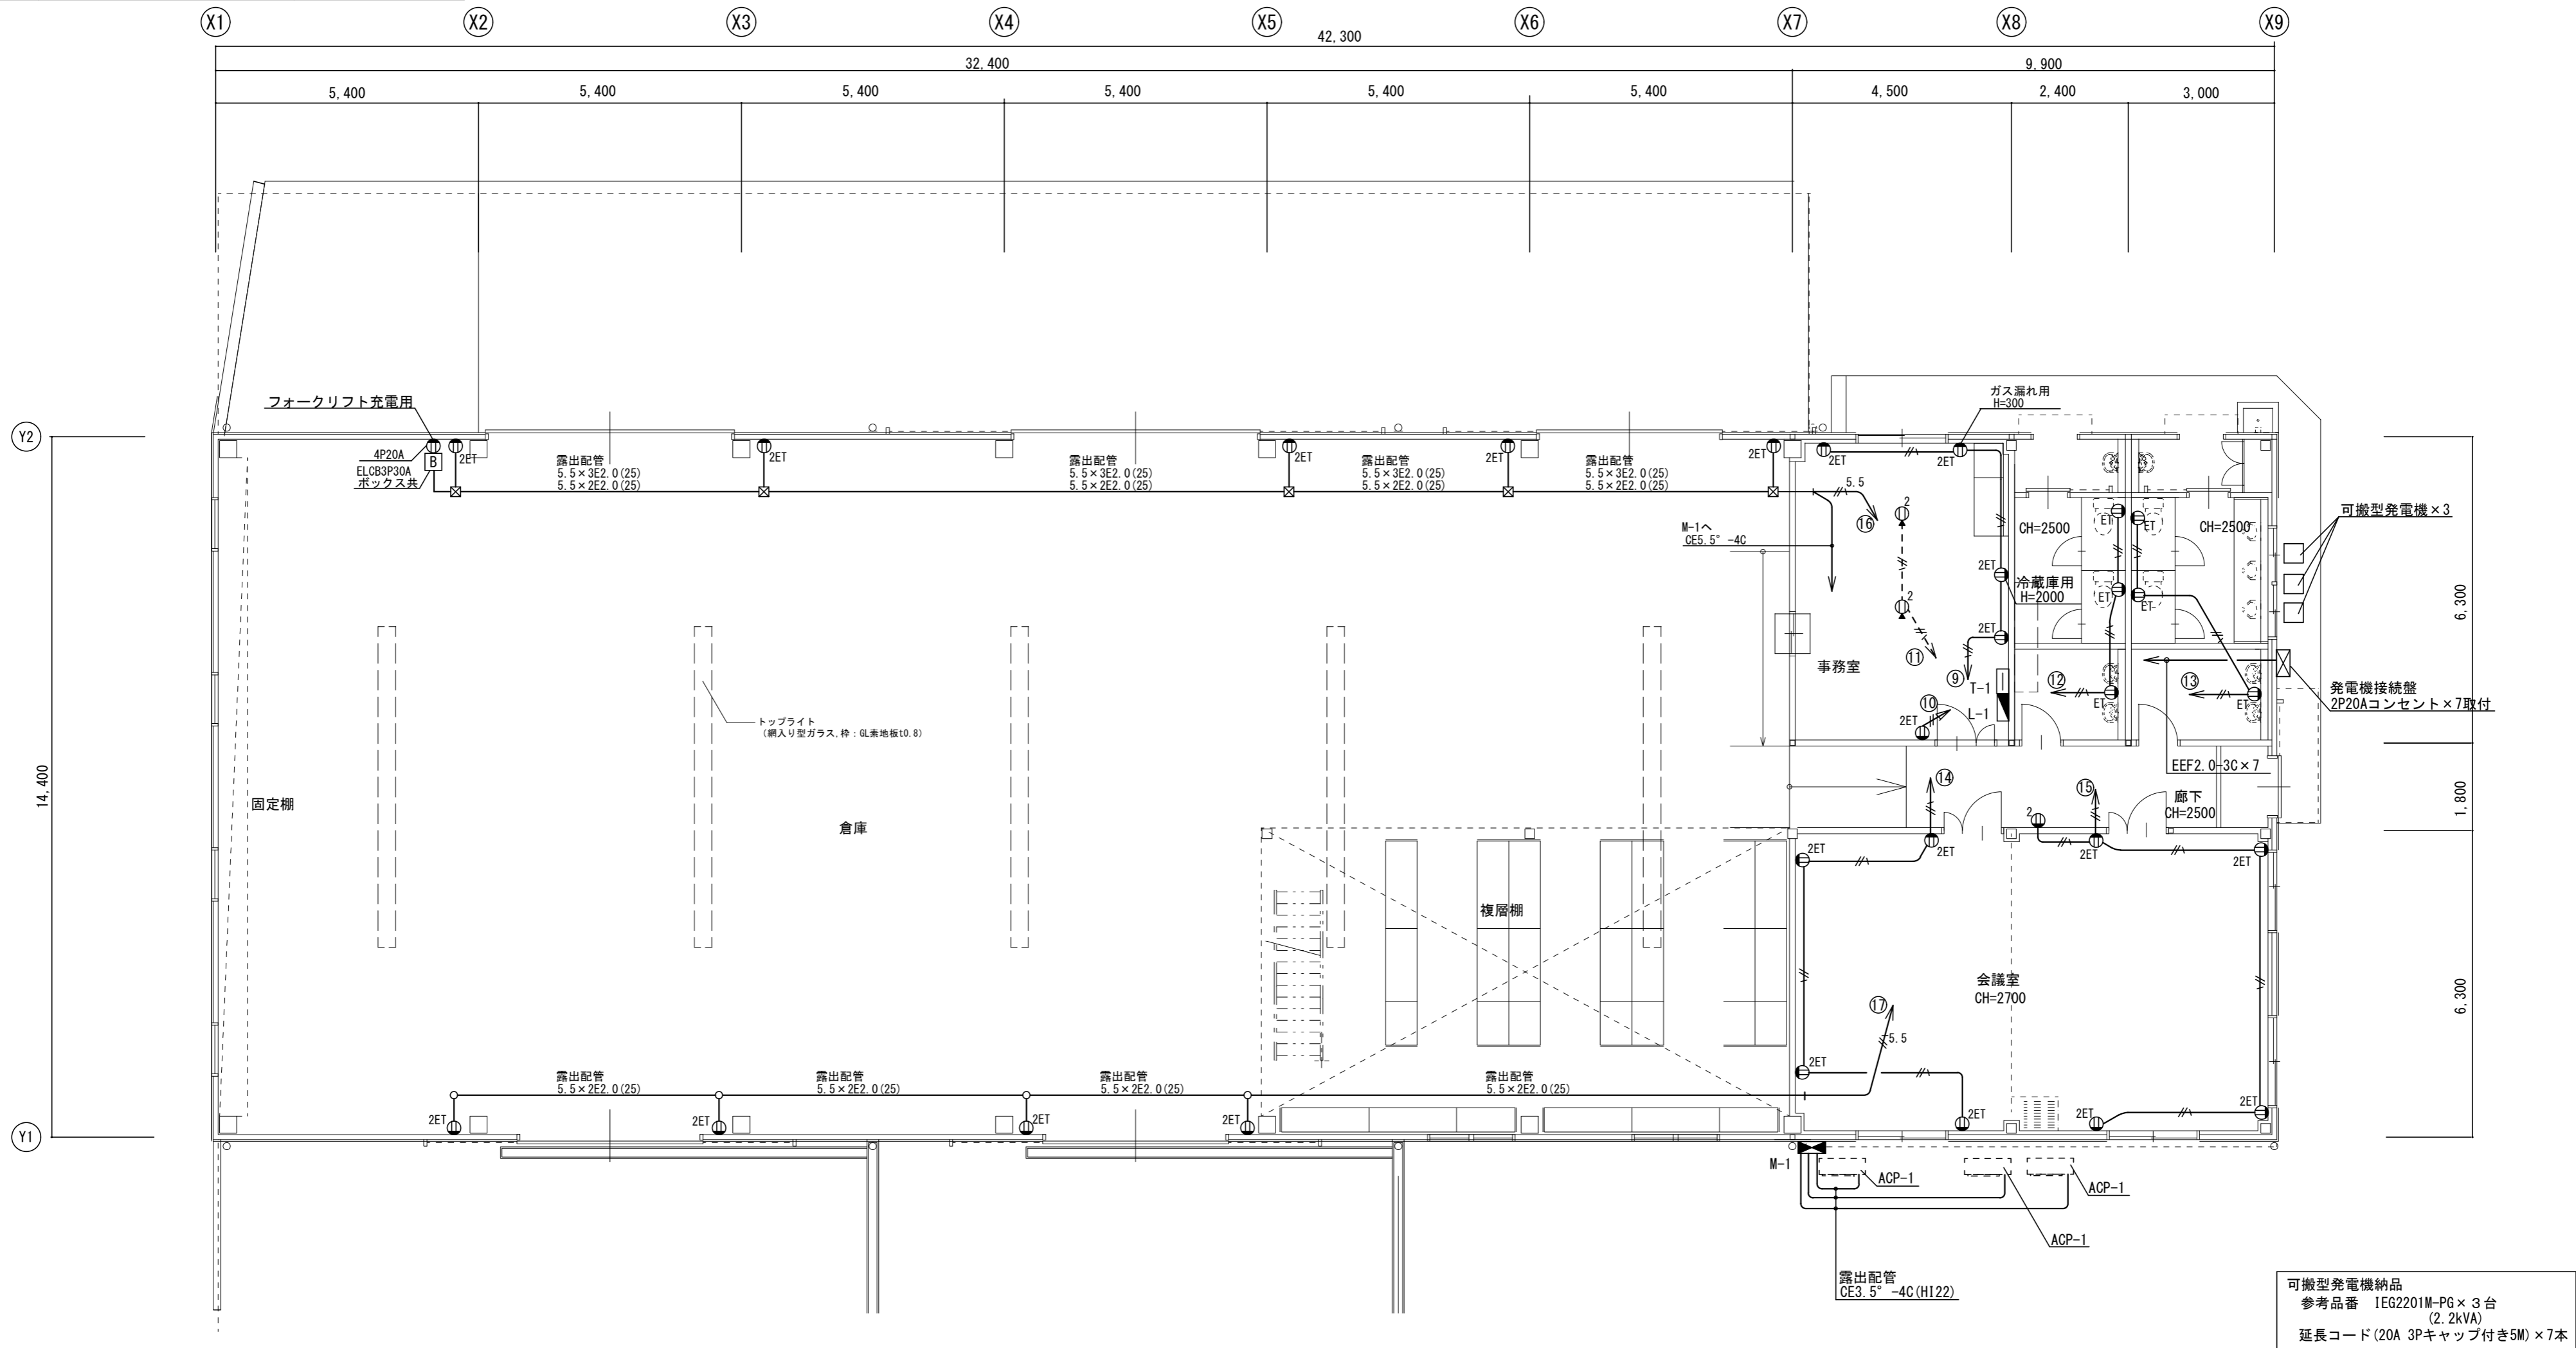 X1 X2 X3 X4 X5 X6 X7 X8 X9
42,300
32,400 9,900
5,400 5,400 5,400 5,400 5,400 5,400 4,500 2,400 3,000
ガス漏れ用
H=300
フォークリフト充電用
Y2
4P20A
ELCB3P30A
ボックス共
B
2ET 2ET 2ET 2ET 2ET 2ET 2ET
露出配管
5.5×3E2.0(25)
5.5×2E2.0(25)
露出配管
5.5×3E2.0(25)
5.5×2E2.0(25)
露出配管
5.5×3E2.0(25)
5.5×2E2.0(25)
露出配管
5.5×3E2.0(25)
5.5×2E2.0(25)
5.5
⑯
2
M-1へ
CE5.5°-4C
CH=2500
ET
ET
CH=2500
可搬型発電機×3
2ET
冷蔵庫用
H=2000
2
ET
ET
6,300
2ET
⑪
事務室
⑨
T-1
L-1
⑩
2ET
⑫
ET
⑬
ET
発電機接続盤
2P20Aコンセント×7取付
トップライト
(網入り型ガラス,枠：GL素地板t0.8)
EEF2.0-3C×7
14,400
固定棚
倉庫
⑭
⑮
廊下
CH=2500
1,800
2
2ET
2ET
2ET
2ET
複層棚
会議室
CH=2700
⑰
5.5
6,300
2ET
露出配管
5.5×2E2.0(25)
露出配管
5.5×2E2.0(25)
露出配管
5.5×2E2.0(25)
露出配管
5.5×2E2.0(25)
2ET 2ET 2ET 2ET 2ET 2ET 2ET
Y1
M-1
ACP-1
ACP-1
ACP-1
露出配管
CE3.5°-4C(HI22)
可搬型発電機納品
参考品番 IEG2201M-PG×３台
(2.2kVA)
延長コード(20A 3Pキャップ付き5M)×7本